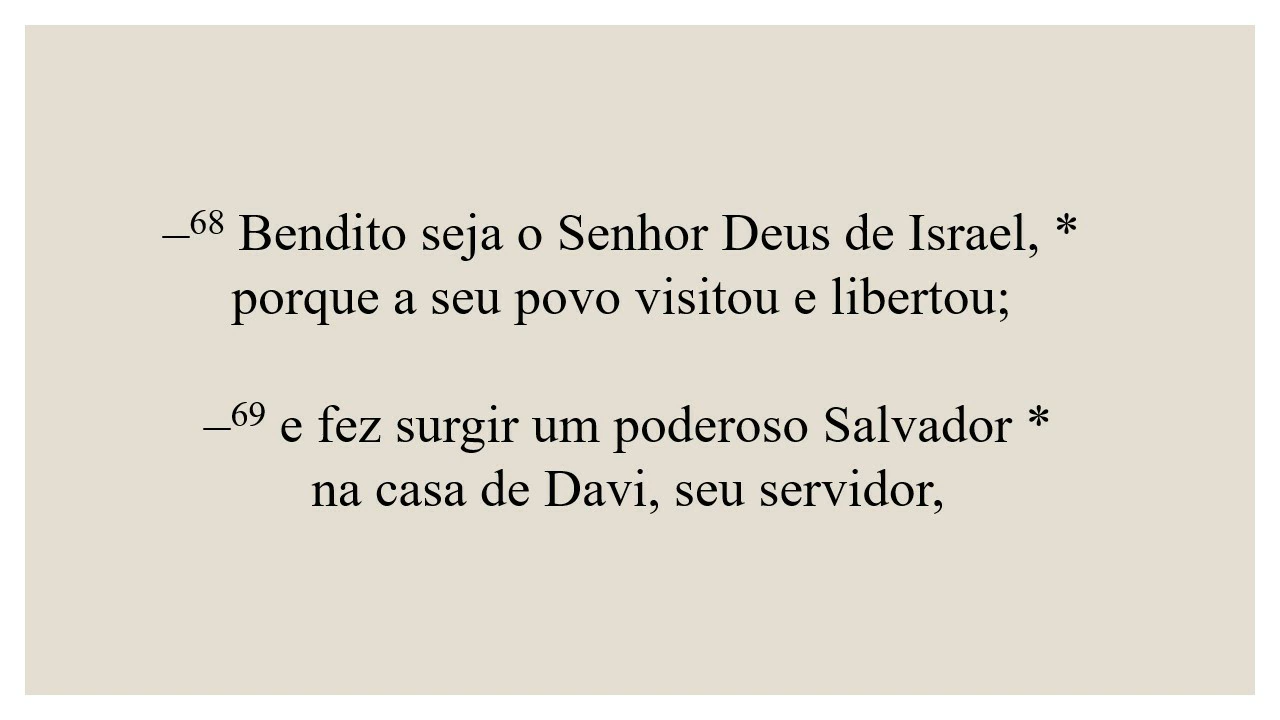 –⁶⁸ Bendito seja o Senhor Deus de Israel, *
porque a seu povo visitou e libertou;
–⁶⁹ e fez surgir um poderoso Salvador *
na casa de Davi, seu servidor,